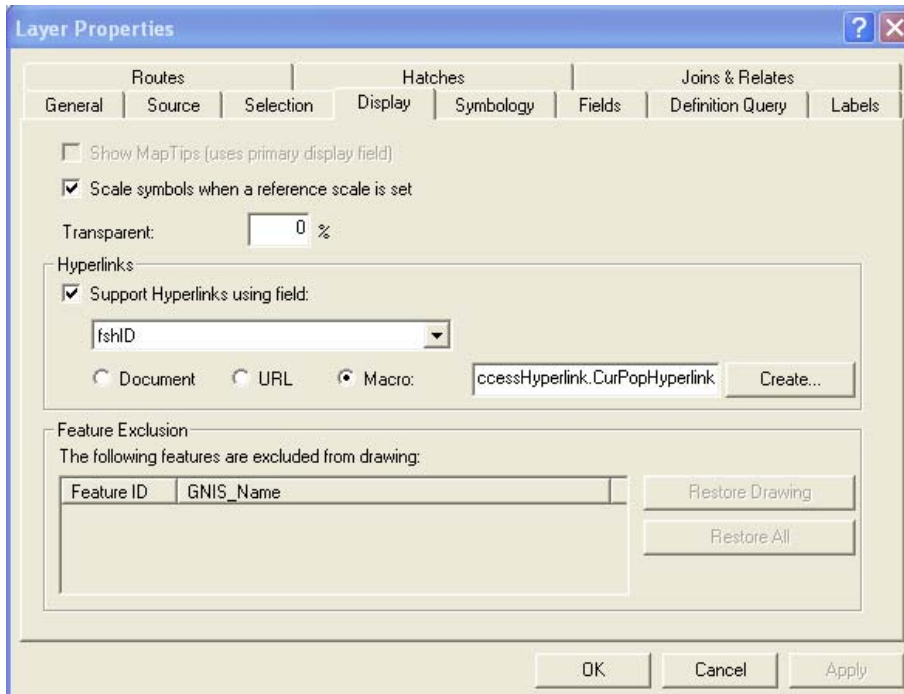 Layer Properties
Routes Hatches Joins & Relates
General Source Selection Display Symbology Fields Definition Query Labels
Show MapTips (uses primary display field)
Scale symbols when a reference scale is set
Transparent: 0 %
Hyperlinks
Support Hyperlinks using field:
fshID
Document URL Macro: ccessHyperlink.CurPopHyperlink Create...
Feature Exclusion
The following features are excluded from drawing:
Feature ID GNIS_Name
Restore Drawing
Restore All
OK Cancel Apply